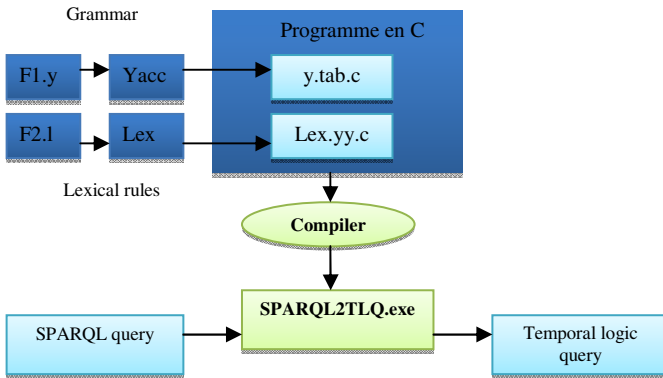 Grammar
Programme en C
F1.y
Yacc
y.tab.c
F2.l
Lex
Lex.yy.c
Lexical rules
Compiler
SPARQL2TLQ.exe
SPARQL query
Temporal logic
query